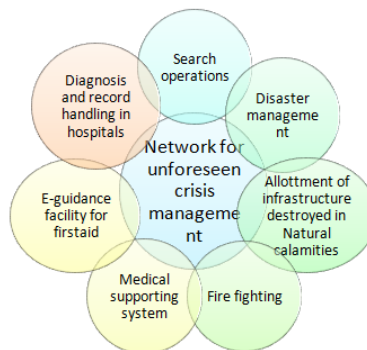 Search
operations
Disaster
manageme
nt
Allottment of
infrastructure
destroyed in
Natural
calamities
Fire fighting
Medical
supporting
system
E-guidance
facility for
firstaid
Diagnosis
and record
handling in
hospitals
Network for
unforeseen
crisis
manageme
nt